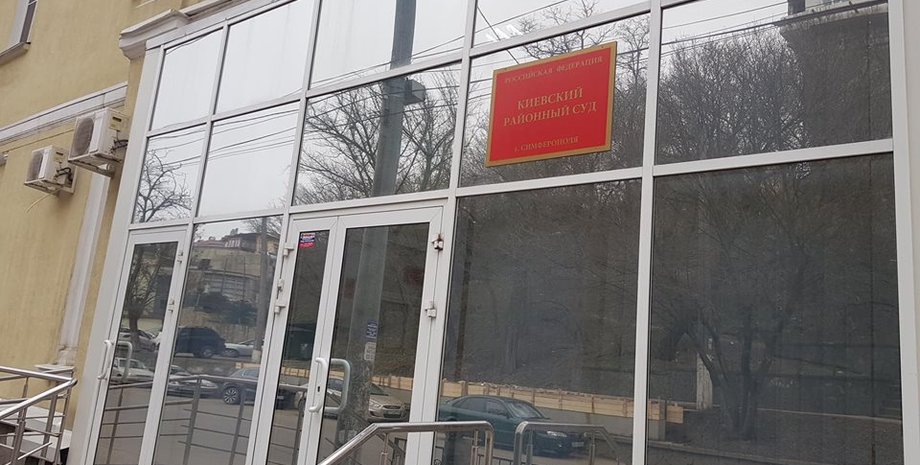 РОССИЙСКАЯ ФЕДЕРАЦИЯ
КИЕВСКИЙ
РАЙОННЫЙ СУД
г. СИМФЕРОПОЛЯ